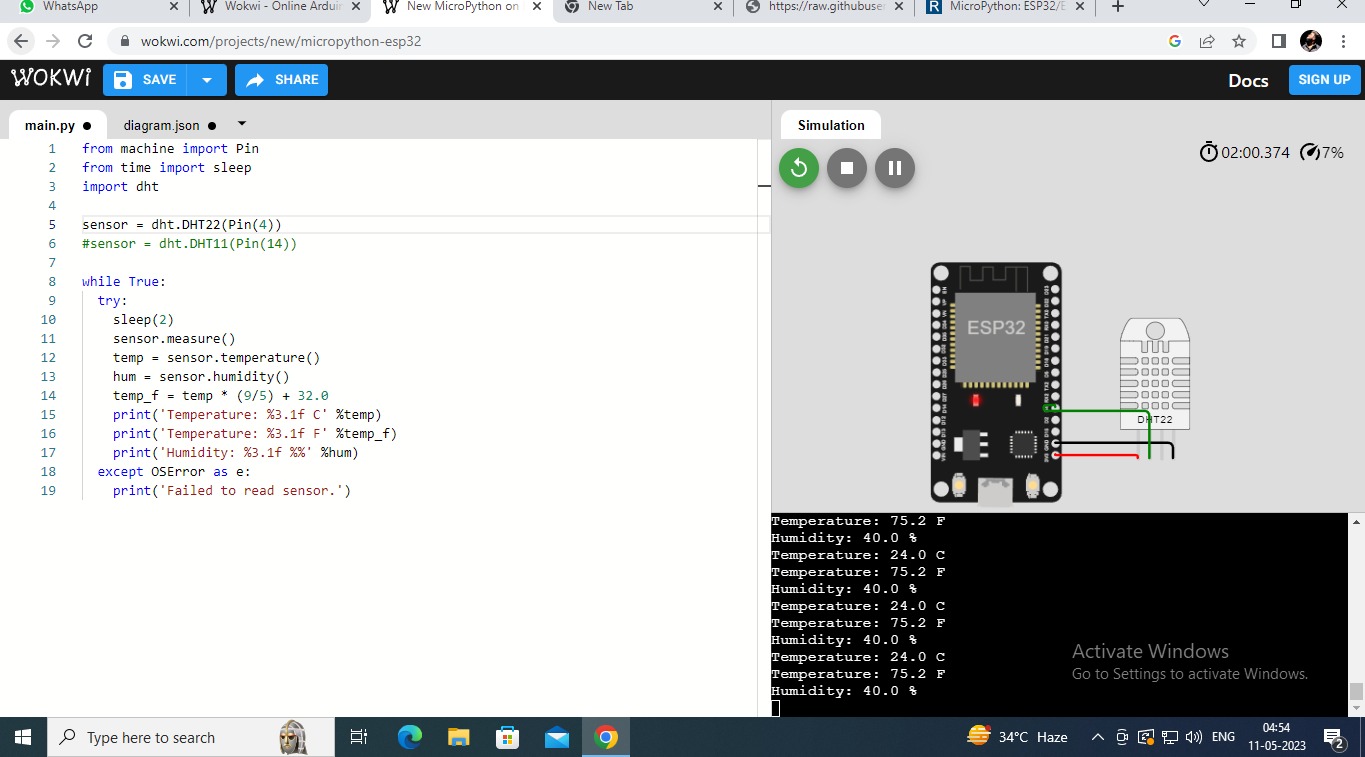 WhatsApp
Wokwi - Online Arduin
New MicroPython on
New Tab
https://raw.githubuser
MicroPython: ESP32/E
wokwi.com/projects/new/micropython-esp32
WOKWI
SAVE
SHARE
Docs
SIGN UP
main.py
diagram.json
Simulation
02:00.374
7%
1 from machine import Pin
2 from time import sleep
3 import dht
4
5 sensor = dht.DHT22(Pin(4))
6 #sensor = dht.DHT11(Pin(14))
7
8 while True:
9 try:
10 sleep(2)
11 sensor.measure()
12 temp = sensor.temperature()
13 hum = sensor.humidity()
14 temp_f = temp * (9/5) + 32.0
15 print('Temperature: %3.1f C' %temp)
16 print('Temperature: %3.1f F' %temp_f)
17 print('Humidity: %3.1f %%' %hum)
18 except OSError as e:
19 print('Failed to read sensor.')
ESP32
DHT22
Temperature: 75.2 F
Humidity: 40.0 %
Temperature: 24.0 C
Temperature: 75.2 F
Humidity: 40.0 %
Temperature: 24.0 C
Temperature: 75.2 F
Humidity: 40.0 %
Temperature: 24.0 C
Temperature: 75.2 F
Humidity: 40.0 %
Activate Windows
Go to Settings to activate Windows.
Type here to search
34°C Haze
ENG
04:54
11-05-2023
2